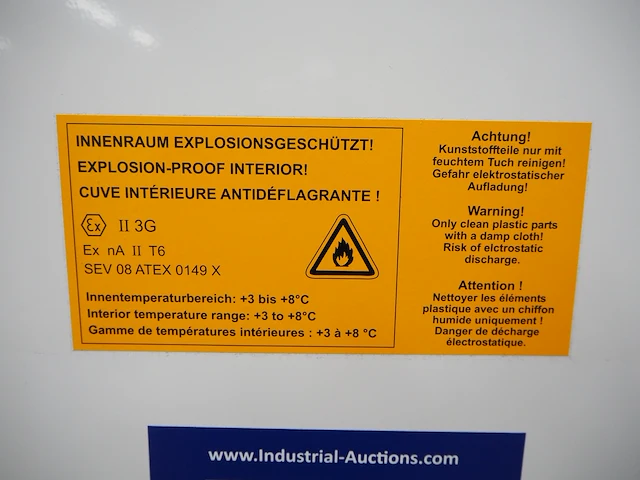 INNENRAUM EXPLOSIONSGESCHÜTZT!
EXPLOSION-PROOF INTERIOR!
CUVE INTÉRIEURE ANTIDÉFLAGRANTE !
Ex II 3G
Ex nA II T6
SEV 08 ATEX 0149 X
Innentemperaturbereich: +3 bis +8°C
Interior temperature range: +3 to +8°C
Gamme de températures intérieures : +3 à +8 °C
Achtung!
Kunststoffteile nur mit
feuchtem Tuch reinigen!
Gefahr elektrostatischer
Aufladung!
Warning!
Only clean plastic parts
with a damp cloth!
Risk of elctrostatic
discharge.
Attention !
Nettoyer les éléments
plastique avec un chiffon
humide uniquement !
Danger de décharge
électrostatique.
www.Industrial-Auctions.com